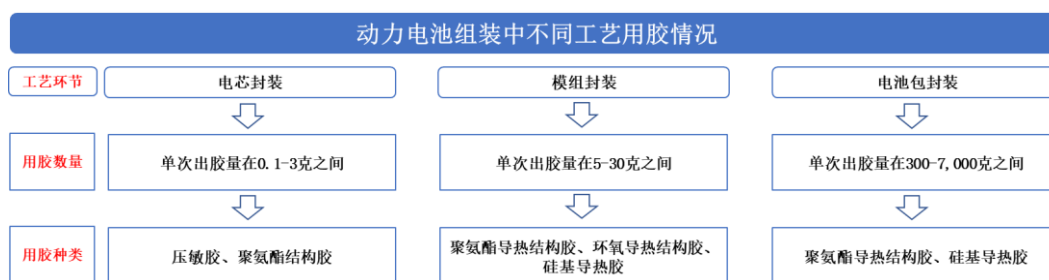 动力电池组装中不同工艺用胶情况
工艺环节
电芯封装
模组封装
电池包封装
用胶数量
单次出胶量在0.1-3克之间
单次出胶量在5-30克之间
单次出胶量在300-7,000克之间
用胶种类
压敏胶、聚氨酯结构胶
聚氨酯导热结构胶、环氧导热结构胶、
硅基导热胶
聚氨酯导热结构胶、硅基导热胶